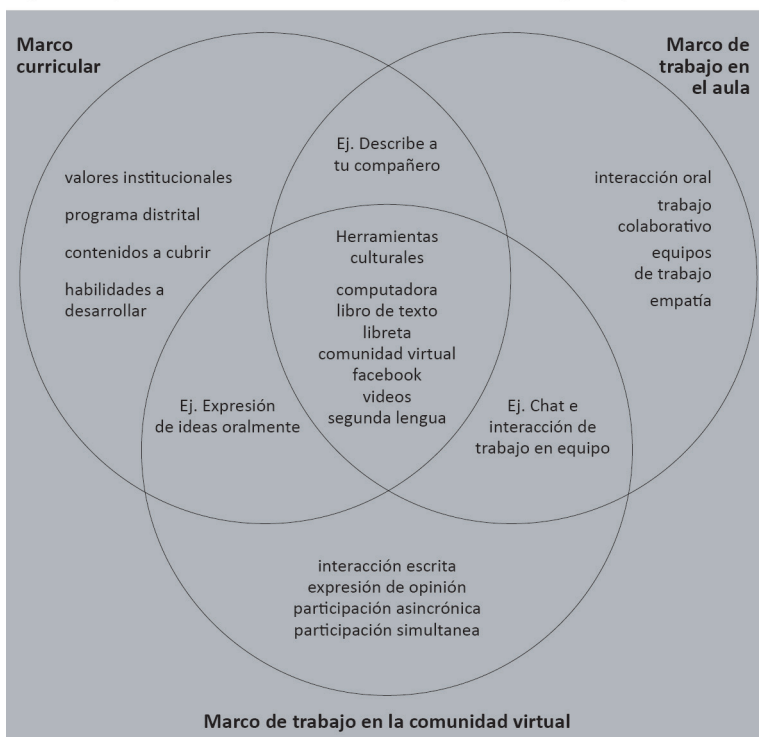 Marco
curricular
Marco de
trabajo en
el aula
Ej. Describe a
tu compañero
valores institucionales
programa distrital
contenidos a cubrir
habilidades a
desarrollar
interacción oral
trabajo
colaborativo
equipos
de trabajo
empatía
Herramientas
culturales
computadora
libro de texto
libreta
comunidad virtual
facebook
videos
segunda lengua
Ej. Expresión
de ideas oralmente
Ej. Chat e
interacción de
trabajo en equipo
interacción escrita
expresión de opinión
participación asincrónica
participación simultanea
Marco de trabajo en la comunidad virtual